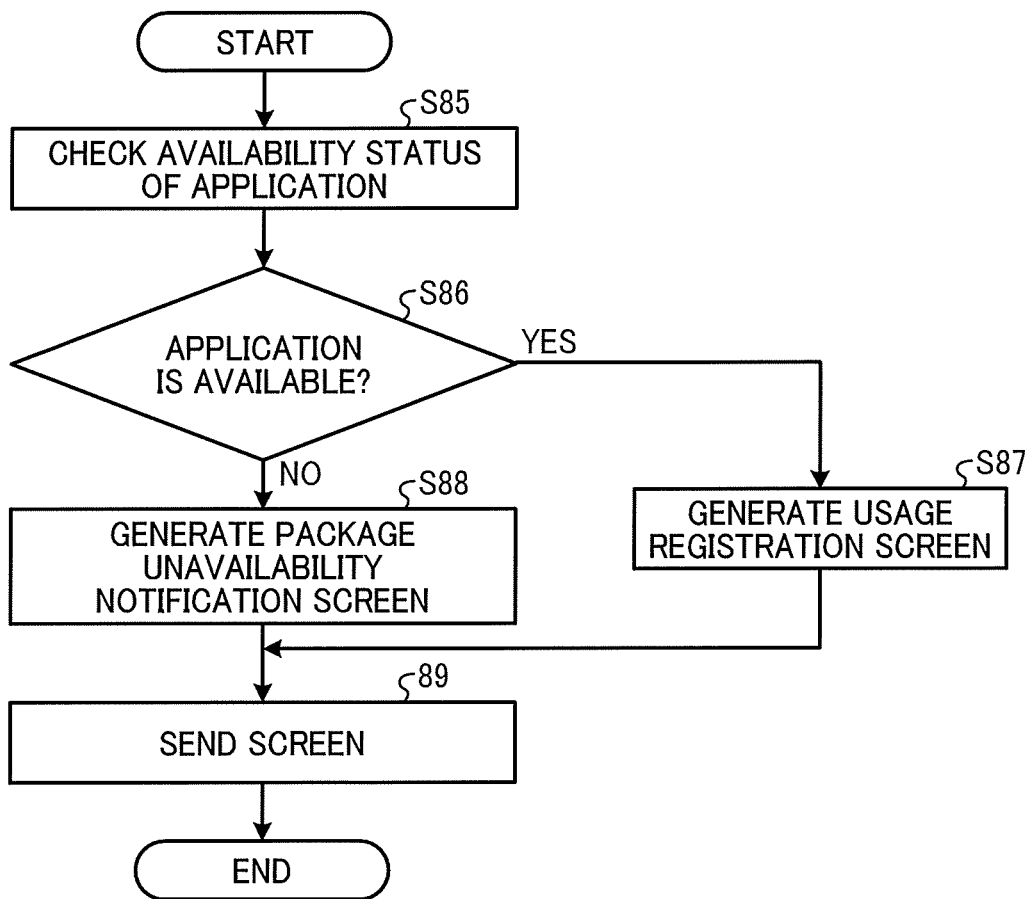 START
S85
CHECK AVAILABILITY STATUS
OF APPLICATION
S86
APPLICATION
IS AVAILABLE?
YES
NO
S88
GENERATE PACKAGE
UNAVAILABILITY
NOTIFICATION SCREEN
S87
GENERATE USAGE
REGISTRATION SCREEN
89
SEND SCREEN
END